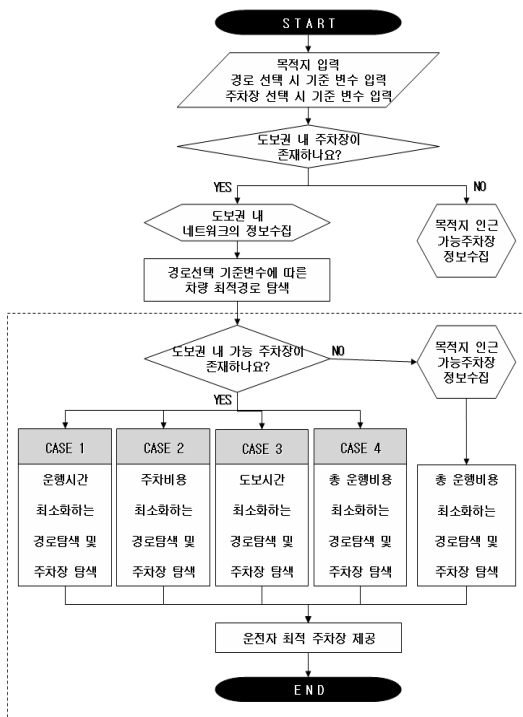 START
목적지 입력
경로 선택 시 기준 변수 입력
주차장 선택 시 기준 변수 입력
도보권 내 주차장이
존재하나요?
YES
NO
도보권 내
네트워크의 정보수집
목적지 인근
가능주차장
정보수집
경로선택 기준변수에 따른
차량 최적경로 탐색
도보권 내 가능 주차장이
존재하나요?
NO
목적지 인근
가능주차장
정보수집
YES
CASE 1
운행시간
최소화하는
경로탐색 및
주차장 탐색
CASE 2
주차비용
최소화하는
경로탐색 및
주차장 탐색
CASE 3
도보시간
최소화하는
경로탐색 및
주차장 탐색
CASE 4
총 운행비용
최소화하는
경로탐색 및
주차장 탐색
총 운행비용
최소화하는
경로탐색 및
주차장 탐색
운전자 최적 주차장 제공
END